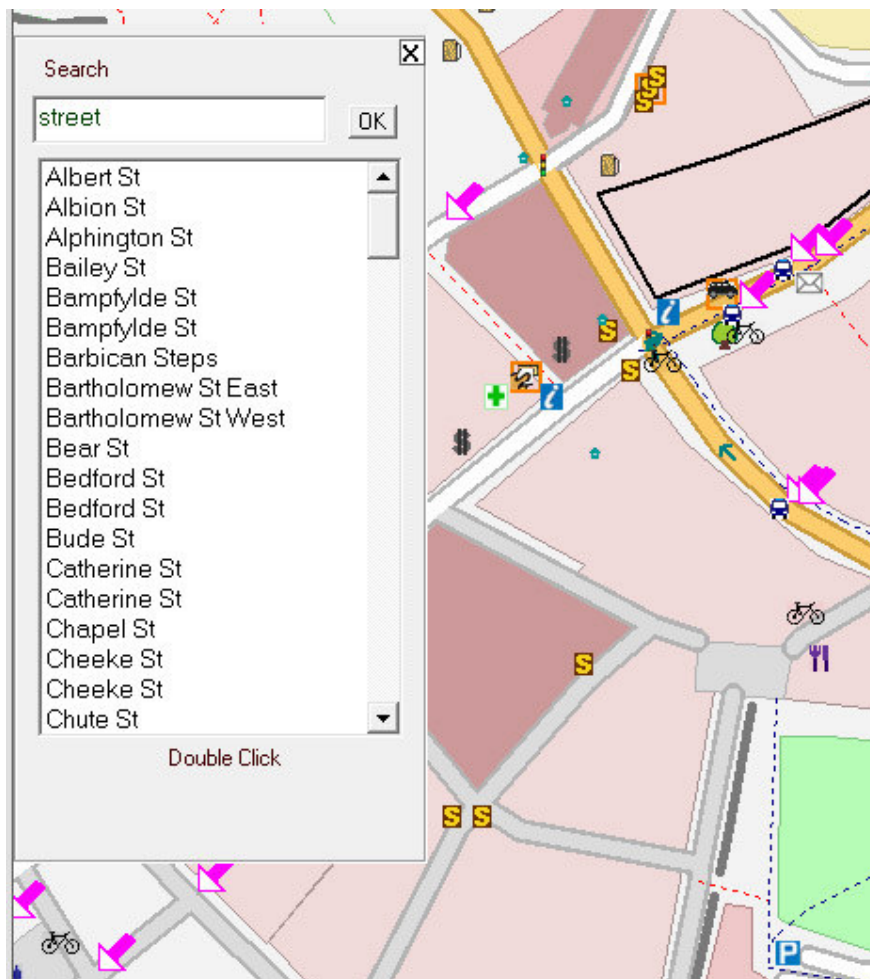 Search
street
OK
Albert St
Albion St
Alphington St
Bailey St
Bampfylde St
Bampfylde St
Barbican Steps
Bartholomew St East
Bartholomew St West
Bear St
Bedford St
Bedford St
Bude St
Catherine St
Catherine St
Chapel St
Cheeke St
Cheeke St
Chute St
Double Click
S
S
S
i
S
$
S
i
$
S
S
S
P